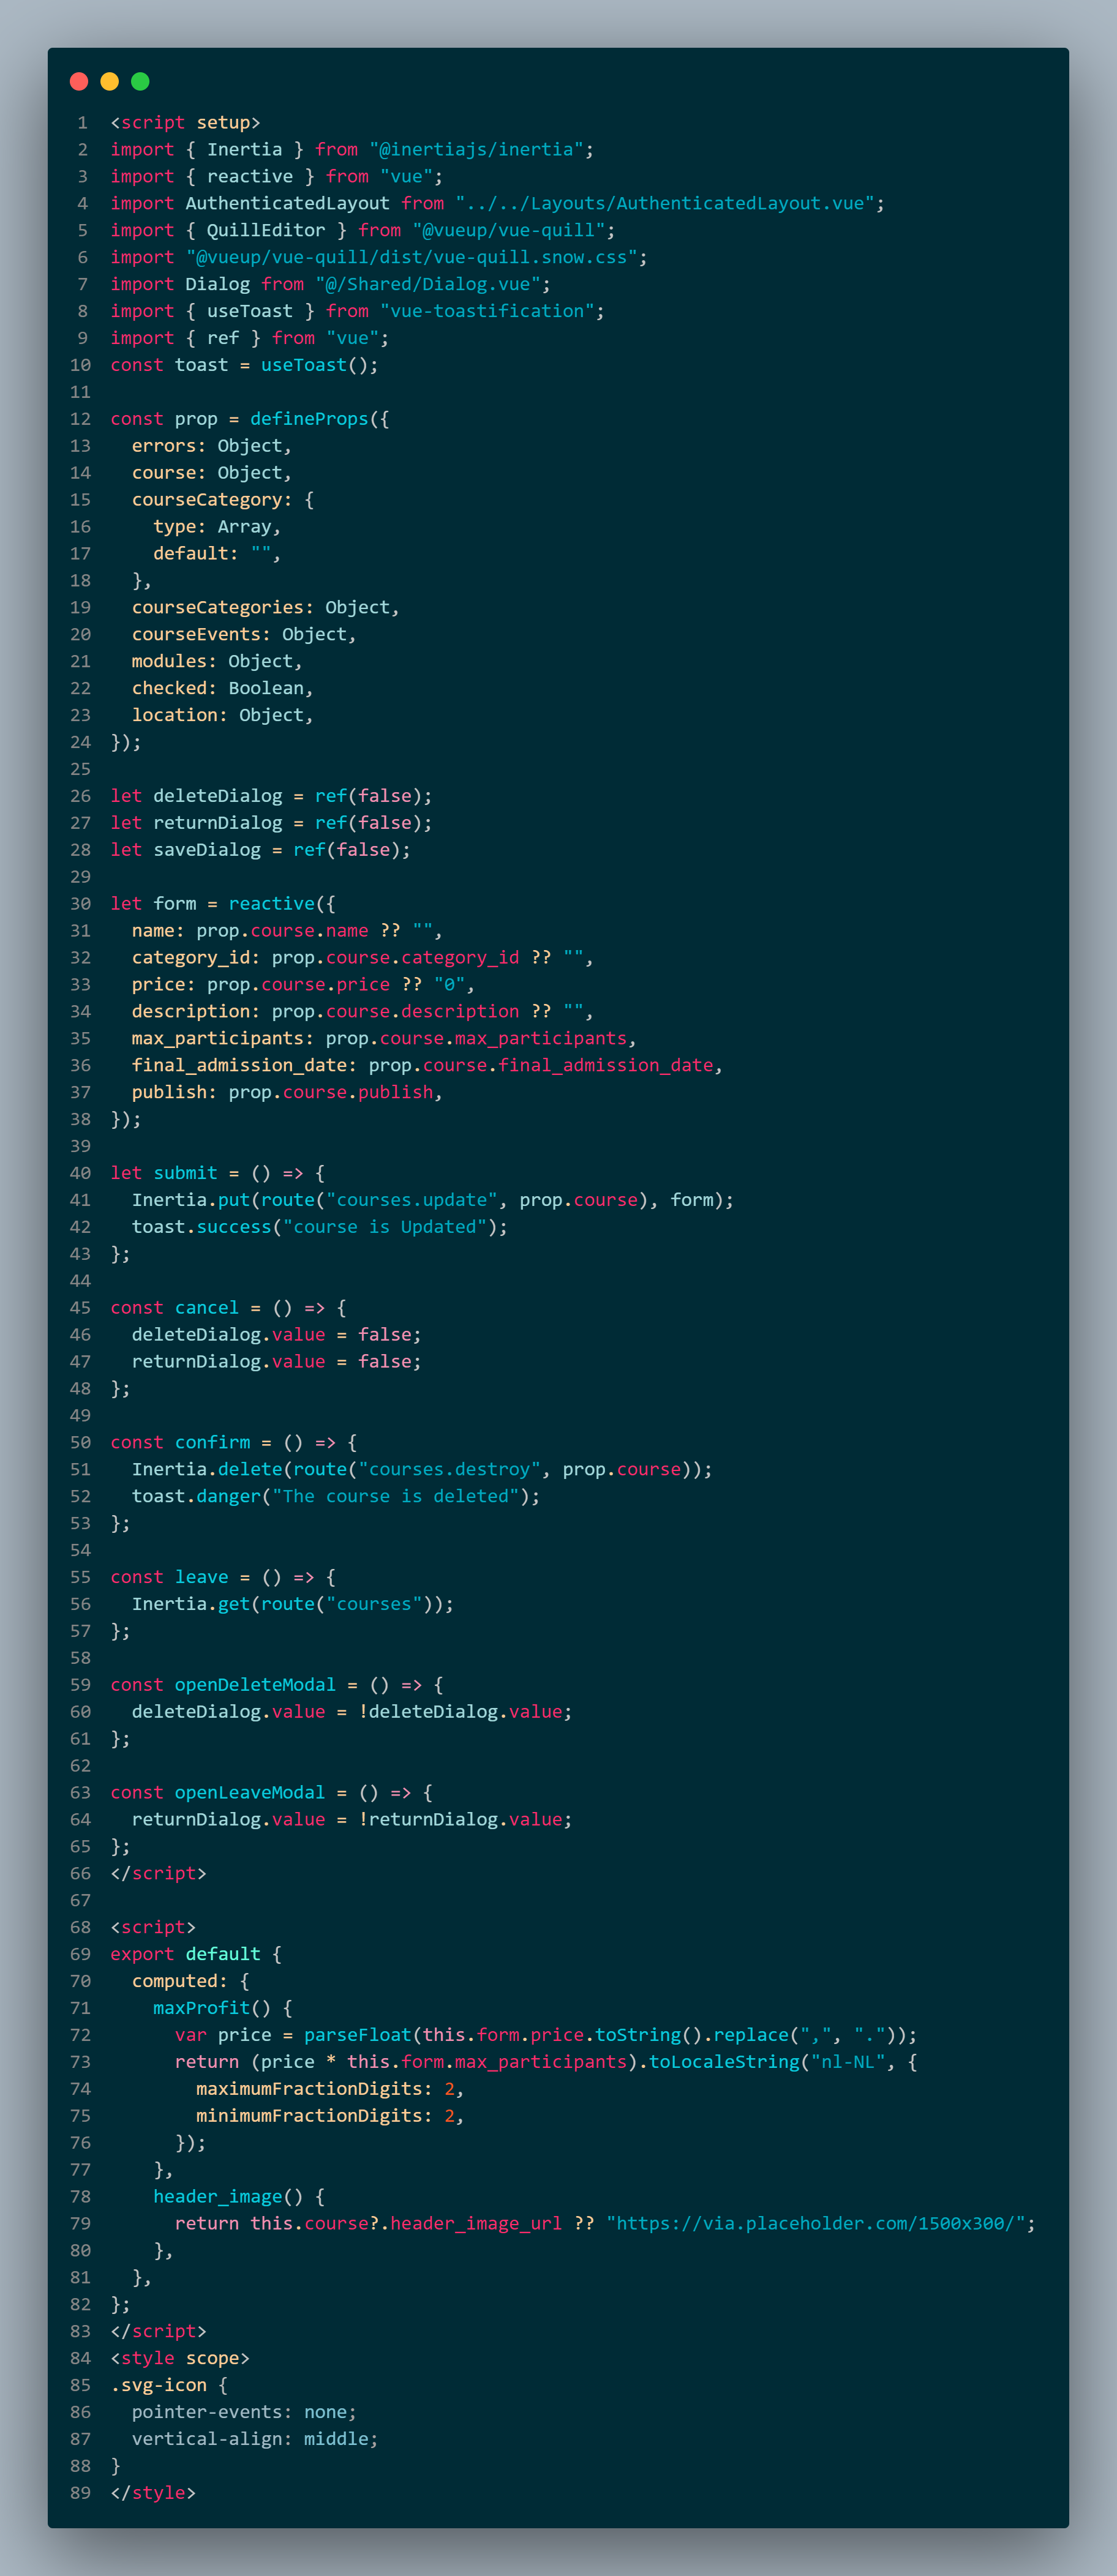 1 <script setup>
2 import { Inertia } from "@inertiajs/inertia";
3 import { reactive } from "vue";
4 import AuthenticatedLayout from "../../Layouts/AuthenticatedLayout.vue";
5 import { QuillEditor } from "@vueup/vue-quill";
6 import "@vueup/vue-quill/dist/vue-quill.snow.css";
7 import Dialog from "@/Shared/Dialog.vue";
8 import { useToast } from "vue-toastification";
9 import { ref } from "vue";
10 const toast = useToast();
11
12 const prop = defineProps({
13   errors: Object,
14   course: Object,
15   courseCategory: {
16     type: Array,
17     default: "",
18   },
19   courseCategories: Object,
20   courseEvents: Object,
21   modules: Object,
22   checked: Boolean,
23   location: Object,
24 });
25
26 let deleteDialog = ref(false);
27 let returnDialog = ref(false);
28 let saveDialog = ref(false);
29
30 let form = reactive({
31   name: prop.course.name ?? "",
32   category_id: prop.course.category_id ?? "",
33   price: prop.course.price ?? "0",
34   description: prop.course.description ?? "",
35   max_participants: prop.course.max_participants,
36   final_admission_date: prop.course.final_admission_date,
37   publish: prop.course.publish,
38 });
39
40 let submit = () => {
41   Inertia.put(route("courses.update", prop.course), form);
42   toast.success("course is Updated");
43 };
44
45 const cancel = () => {
46   deleteDialog.value = false;
47   returnDialog.value = false;
48 };
49
50 const confirm = () => {
51   Inertia.delete(route("courses.destroy", prop.course));
52   toast.danger("The course is deleted");
53 };
54
55 const leave = () => {
56   Inertia.get(route("courses"));
57 };
58
59 const openDeleteModal = () => {
60   deleteDialog.value = !deleteDialog.value;
61 };
62
63 const openLeaveModal = () => {
64   returnDialog.value = !returnDialog.value;
65 };
66 </script>
67
68 <script>
69 export default {
70   computed: {
71     maxProfit() {
72       var price = parseFloat(this.form.price.toString().replace(",", "."));
73       return (price * this.form.max_participants).toLocaleString("nl-NL", {
74         maximumFractionDigits: 2,
75         minimumFractionDigits: 2,
76       });
77     },
78     header_image() {
79       return this.course?.header_image_url ?? "https://via.placeholder.com/1500x300/";
80     },
81   },
82 };
83 </script>
84 <style scope>
85 .svg-icon {
86   pointer-events: none;
87   vertical-align: middle;
88 }
89 </style>